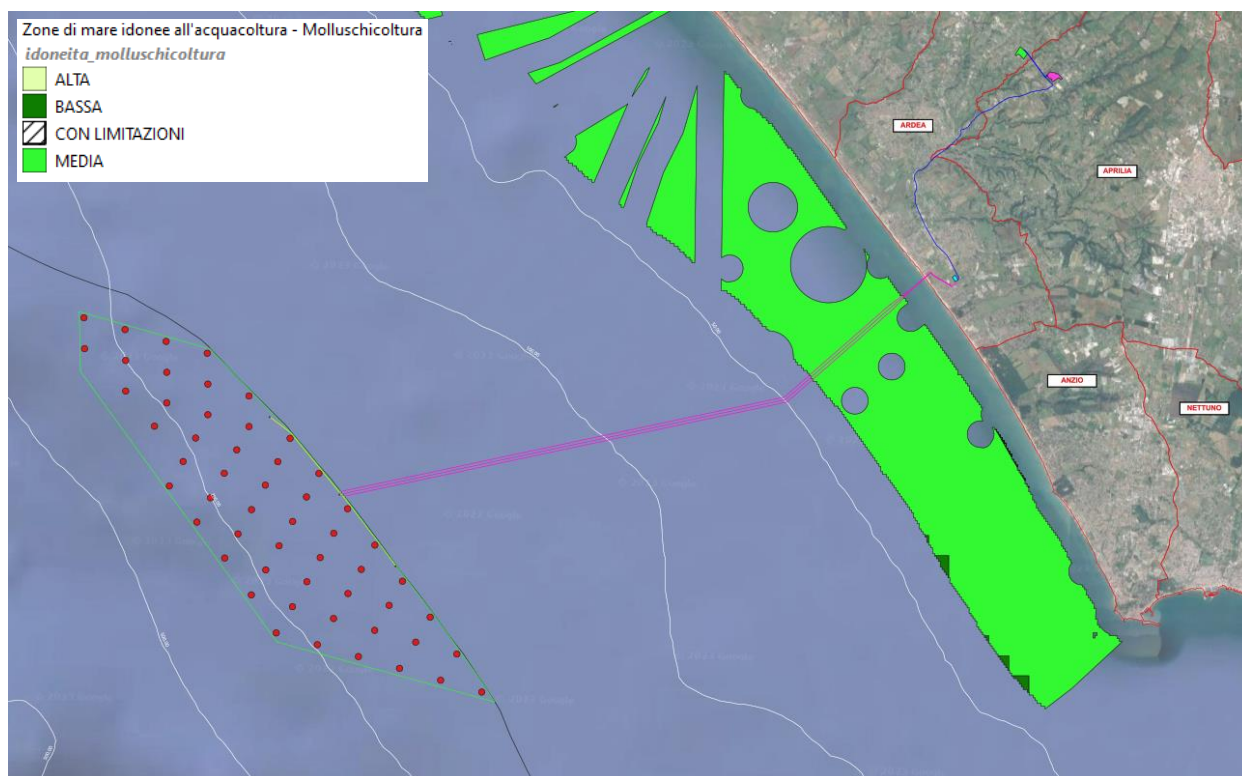 Zone di mare idonee all'acquacoltura - Molluschicoltura
idoneita_molluschicoltura
ALTA
BASSA
CON LIMITAZIONI
MEDIA
ARDEA
APRILIA
ANZIO
NETTUNO